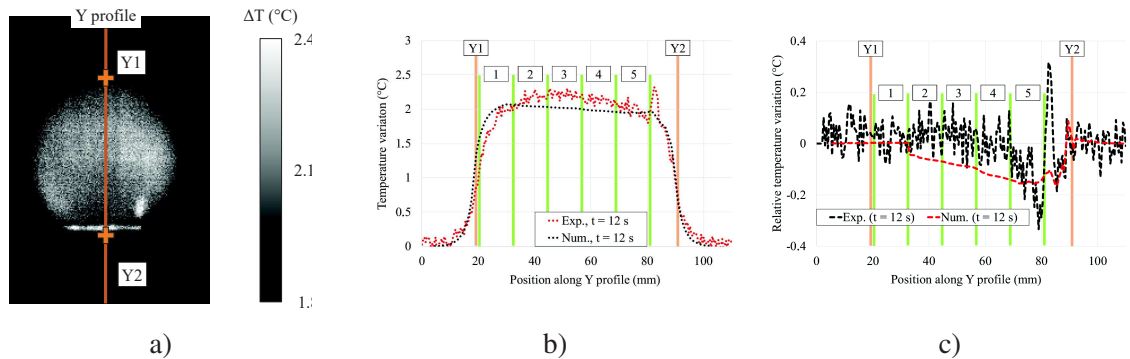 Y profile
Y1
Y2
ΔT (°C)
2.4
2.1
1.8
a)
Temperature variation (°C)
3
2.5
2
1.5
1
0.5
0
0
20
40
60
80
100
Position along Y profile (mm)
Y1
Y2
1
2
3
4
5
Exp., t = 12 s
Num., t = 12 s
b)
Relative temperature variation (°C)
0.4
0.2
0
-0.2
-0.4
0
20
40
60
80
100
Position along Y profile (mm)
Y1
Y2
1
2
3
4
5
Exp. (t = 12 s)
Num. (t = 12 s)
c)